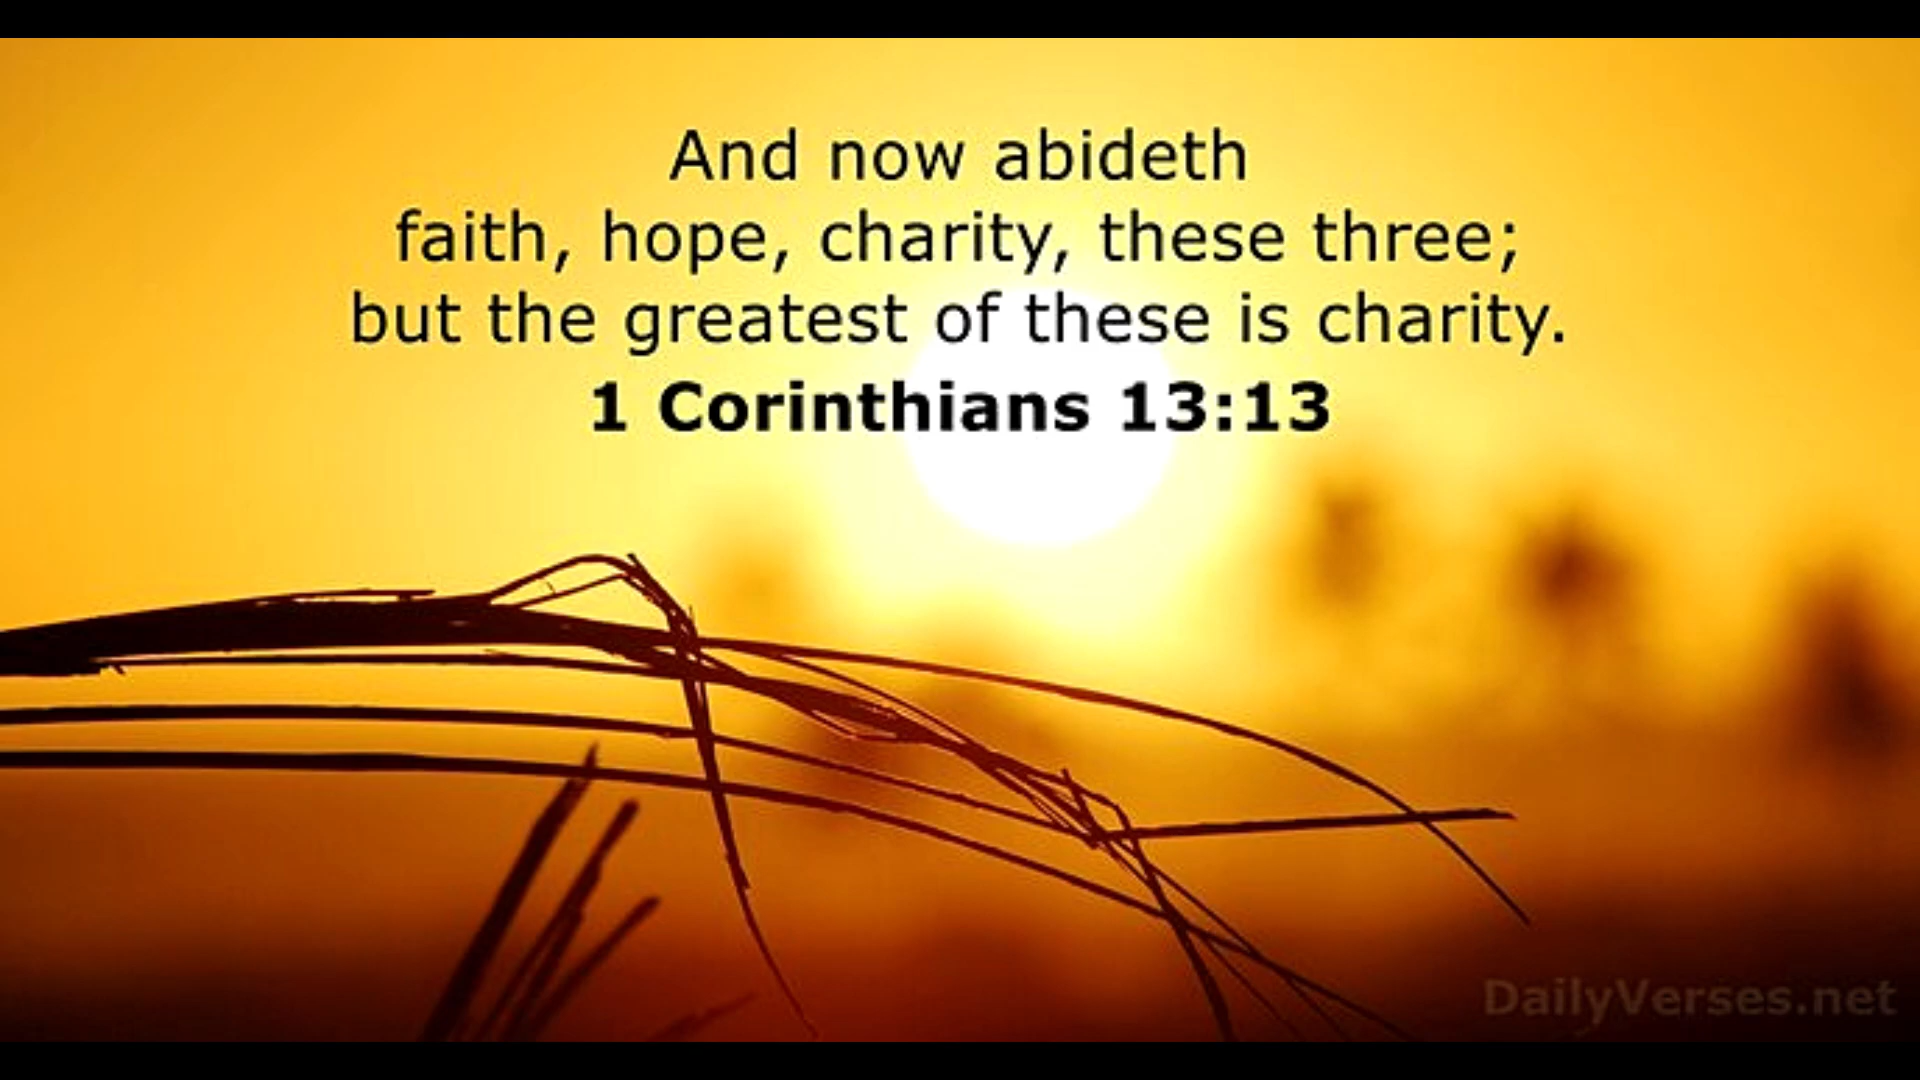 And now abideth
faith, hope, charity, these three;
but the greatest of these is charity.
1 Corinthians 13:13
DailyVerses.net